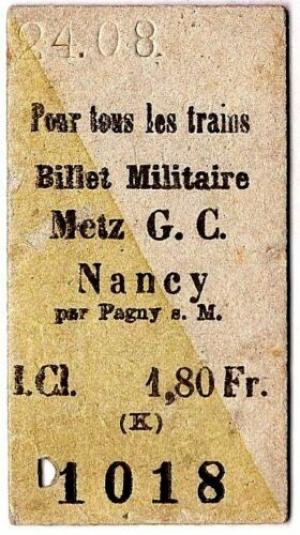 24.08.
Pour tous les trains
Billet Militaire
Metz G. C.
Nancy
par Pagny s. M.
I.Cl. 1,80 Fr.
(K)
1018